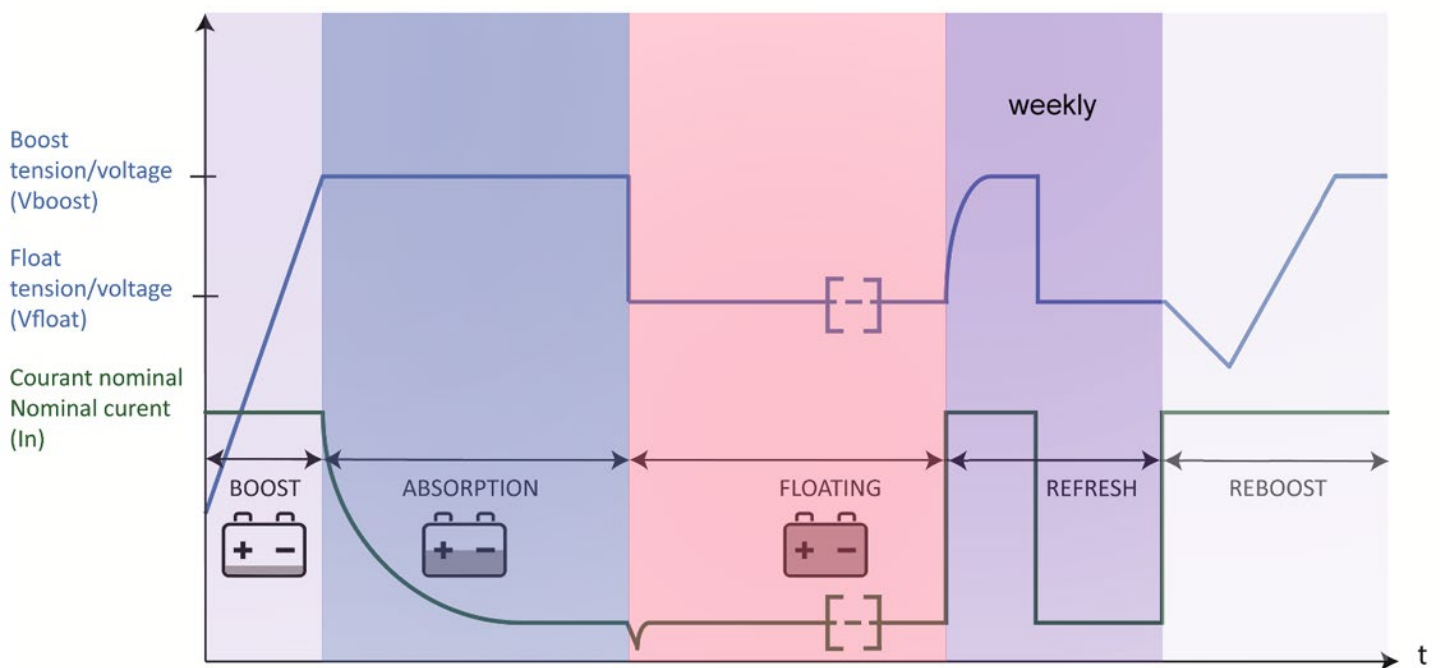 weekly
Boost
tension/voltage
(Vboost)
Float
tension/voltage
(Vfloat)
Courant nominal
Nominal curent
(In)
BOOST
ABSORPTION
FLOATING
REFRESH
REBOOST
+ −
+ −
+ −
t